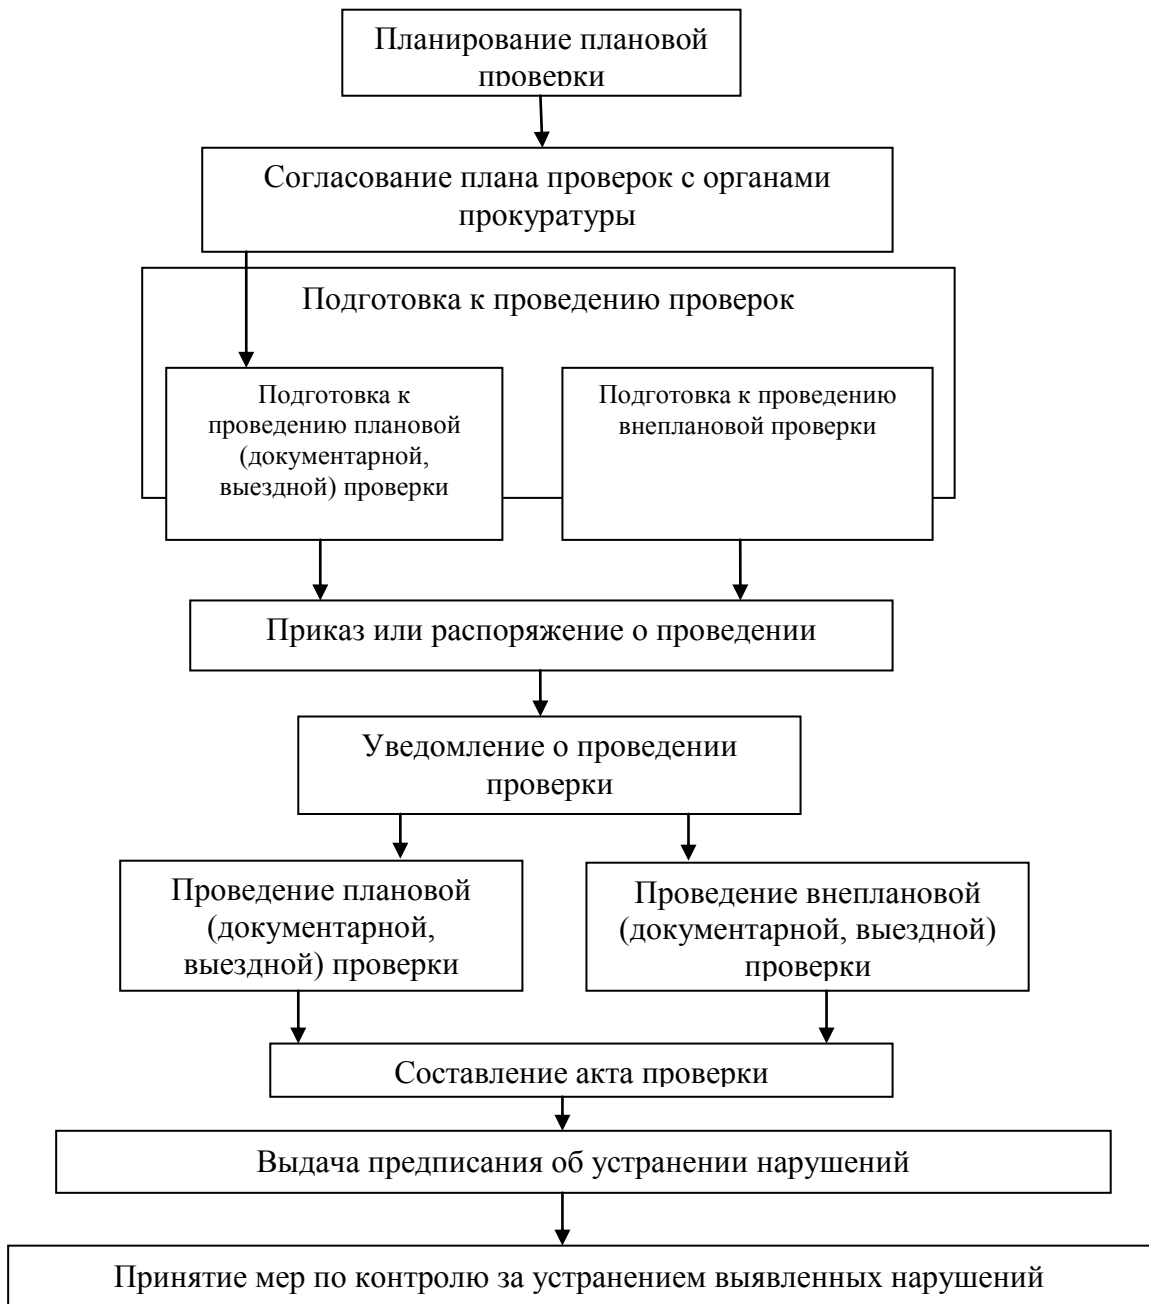 Планирование плановой
проверки
Согласование плана проверок с органами
прокуратуры
Подготовка к проведению проверок
Подготовка к
проведению плановой
(документарной,
выездной) проверки
Подготовка к проведению
внеплановой проверки
Приказ или распоряжение о проведении
Уведомление о проведении
проверки
Проведение плановой
(документарной,
выездной) проверки
Проведение внеплановой
(документарной, выездной)
проверки
Составление акта проверки
Выдача предписания об устранении нарушений
Принятие мер по контролю за устранением выявленных нарушений